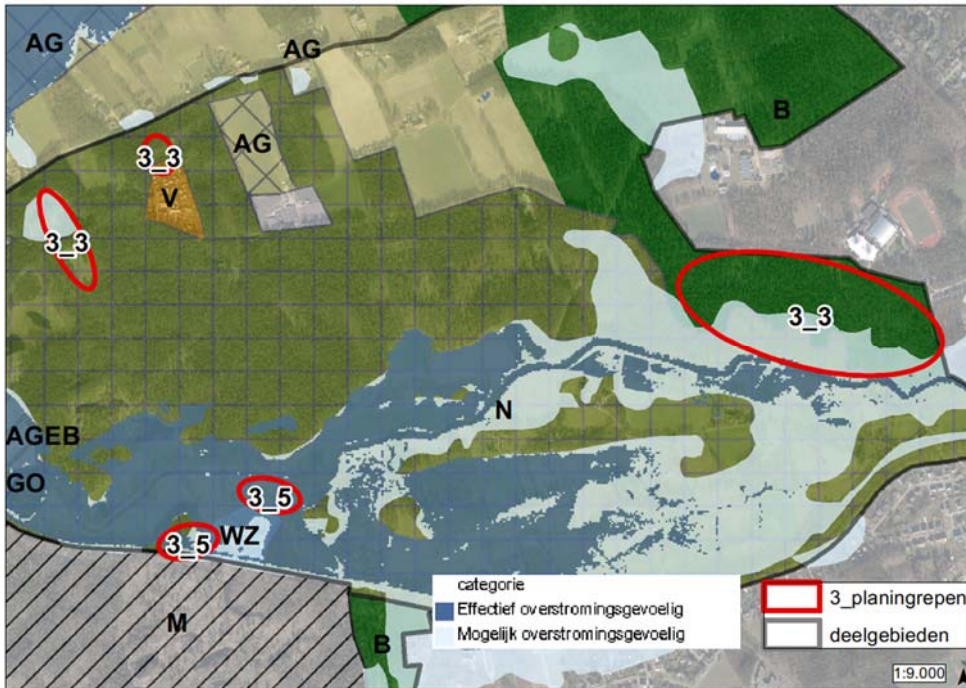 AG
AG
B
3_3
AG
V
3_3
3_3
N
AGEB
GO
3_5
3_5
WZ
M
B
categorie
Effectief overstromingsgevoelig
Mogelijk overstromingsgevoelig
3_planingrepen
deelgebieden
1:9.000